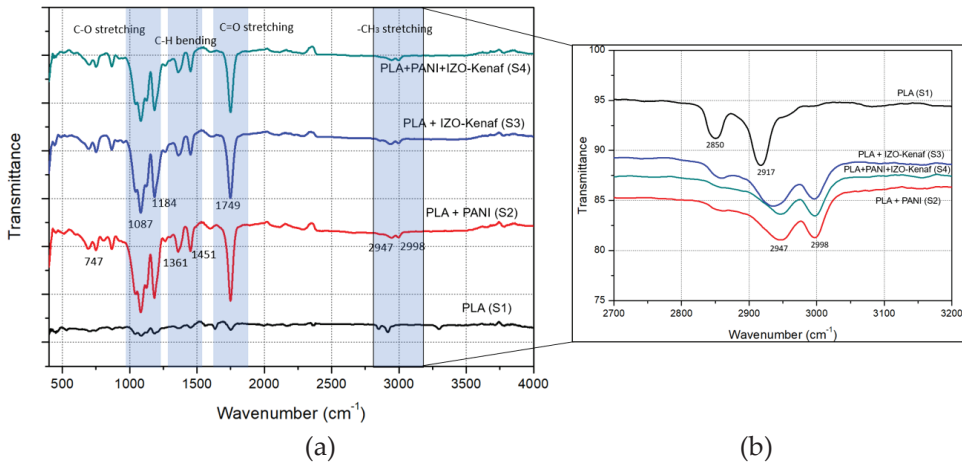 C-O stretching
C=O stretching
-CH3 stretching
C-H bending
PLA+PANI+IZO-Kenaf (S4)
PLA + IZO-Kenaf (S3)
1184
1749
1087
PLA + PANI (S2)
2947
2998
1451
747
1361
PLA (S1)
500
1000
1500
2000
2500
3000
3500
4000
Transmittance
Wavenumber (cm-1)
(a)
100
95
90
85
80
75
PLA (S1)
2850
2917
PLA + IZO-Kenaf (S3)
PLA+PANI+IZO-Kenaf (S4)
PLA + PANI (S2)
2947
2998
2700
2800
2900
3000
3100
3200
Transmittance
Wavenumber (cm-1)
(b)